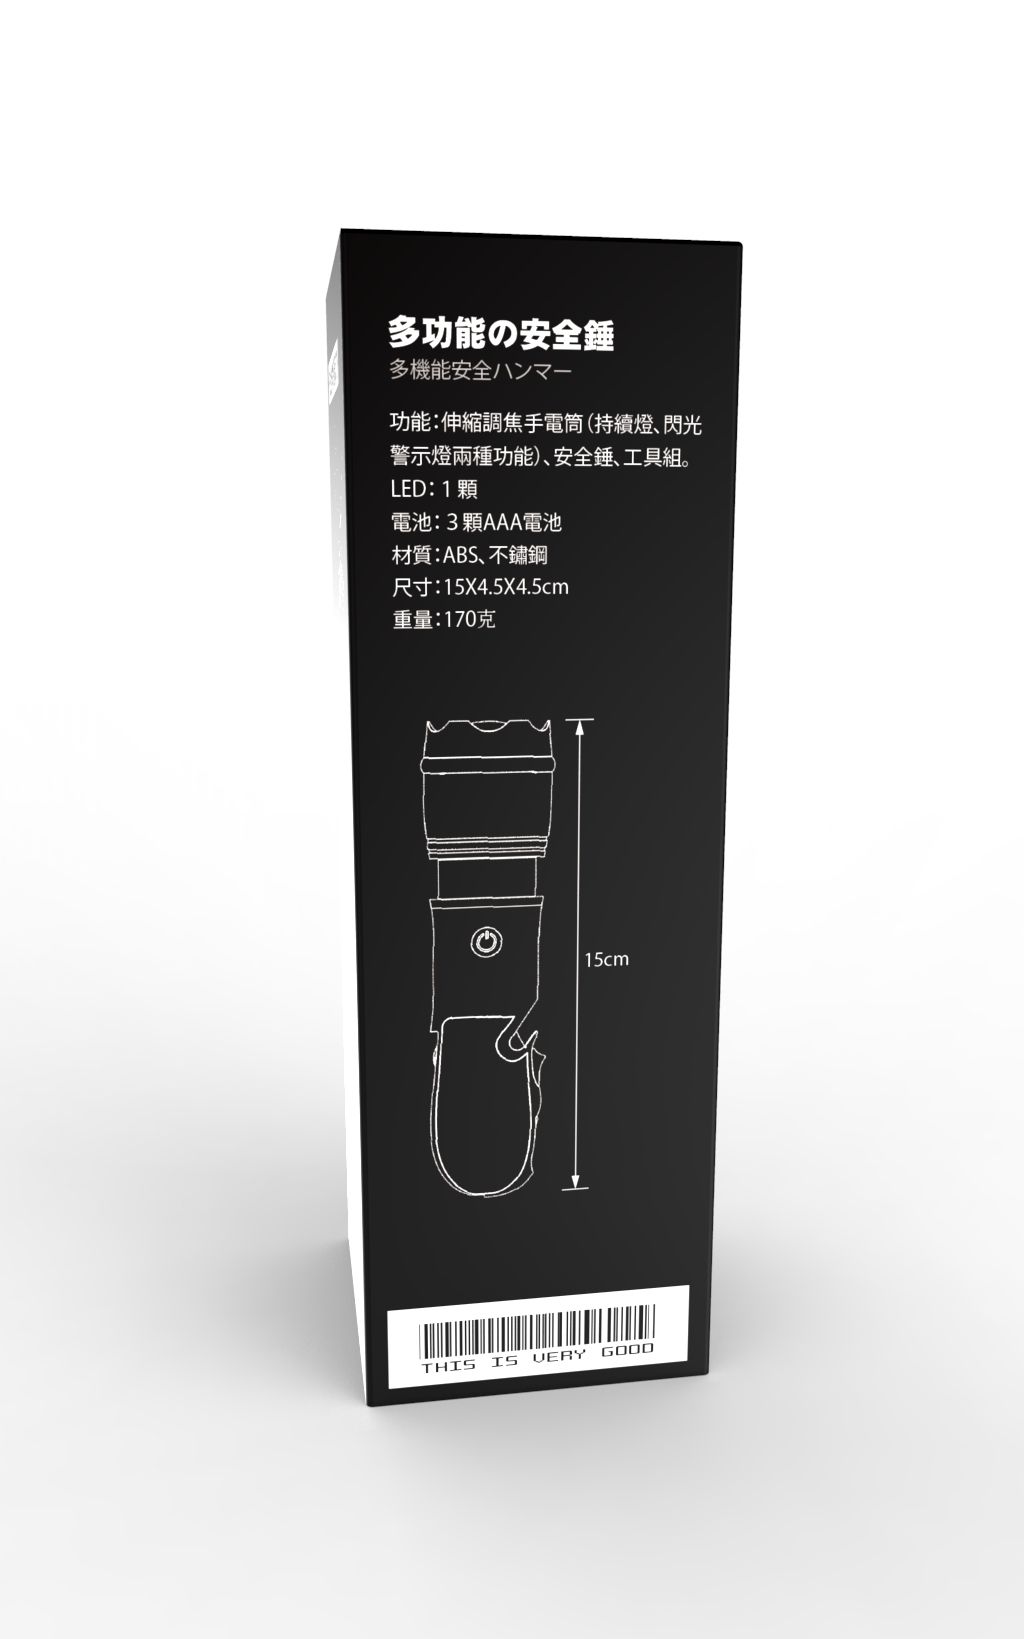 多功能の安全錘
多機能安全ハンマー
功能：伸縮調焦手電筒（持續燈、閃光
警示燈兩種功能）、安全錘、工具組。
LED：1 顆
電池：3 顆AAA電池
材質：ABS、不鏽鋼
尺寸：15X4.5X4.5cm
重量：170克
15cm
THIS IS VERY GOOD